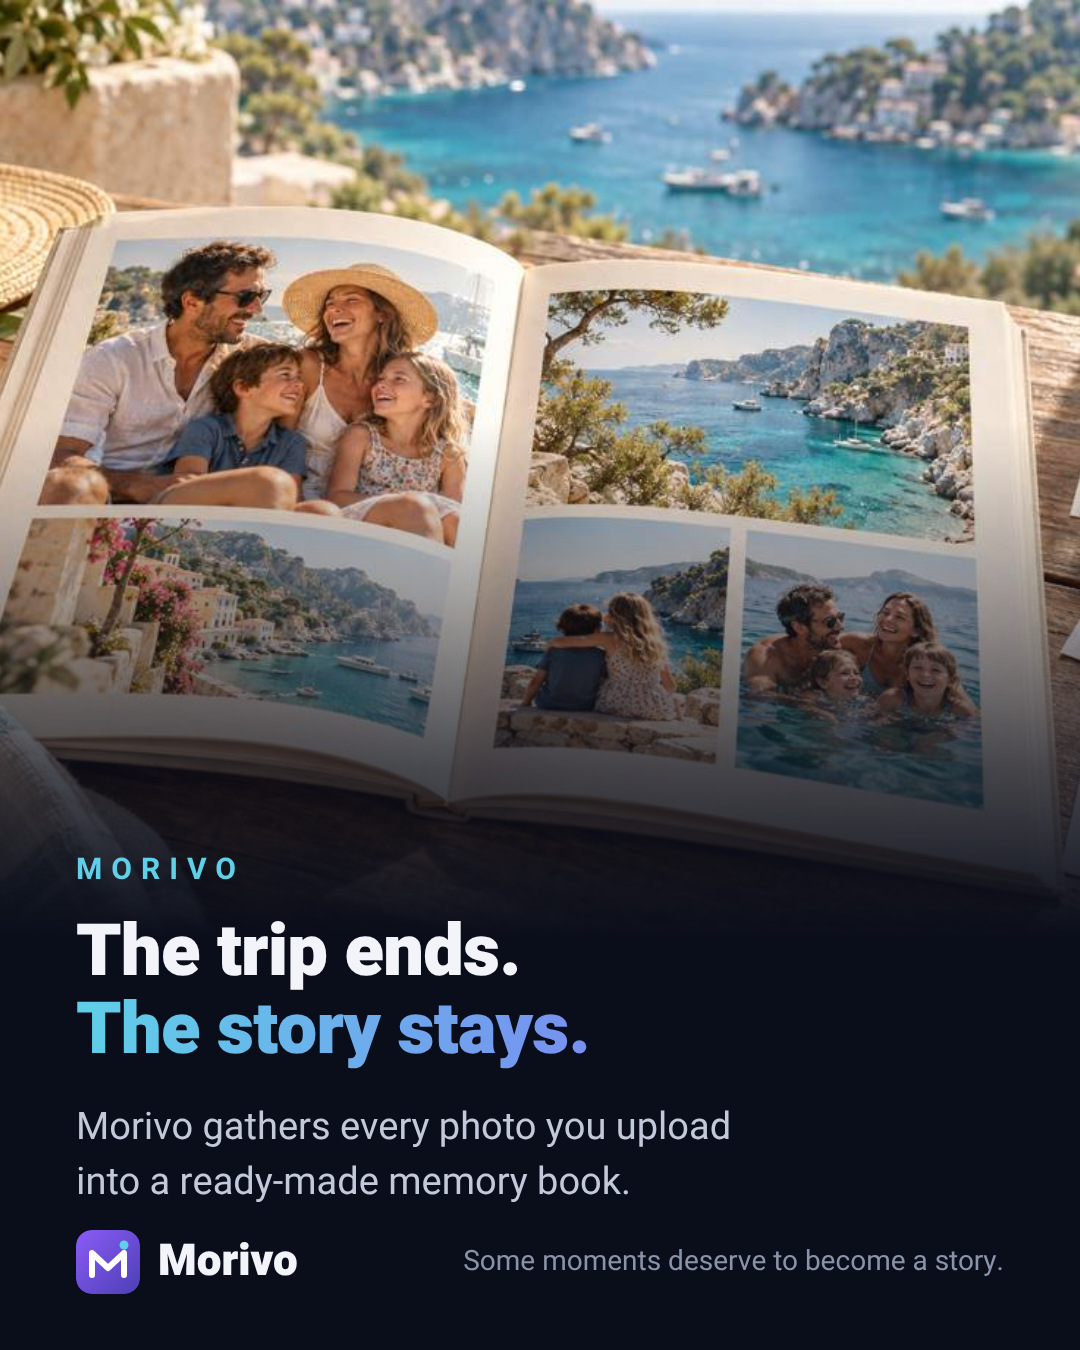 MORIVO
The trip ends.
The story stays.
Morivo gathers every photo you upload
into a ready-made memory book.
Morivo
Some moments deserve to become a story.